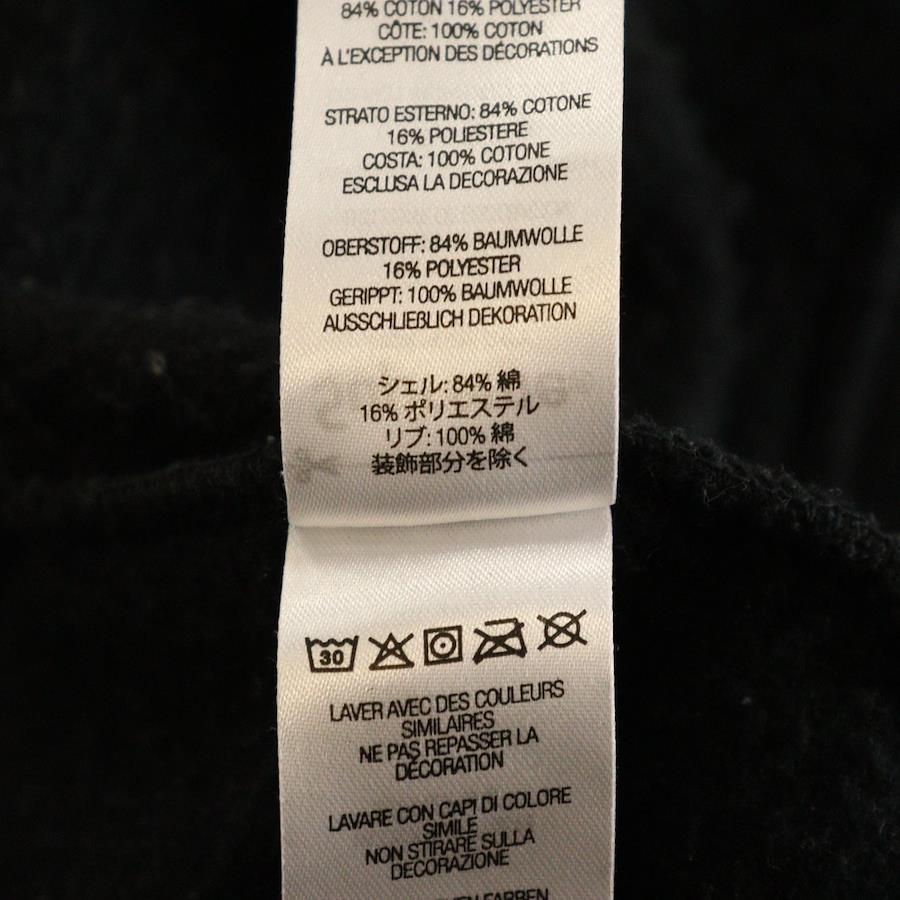 84% COTON 16% POLYESTER
CÔTE: 100% COTON
À L'EXCEPTION DES DÉCORATIONS
STRATO ESTERNO: 84% COTONE
16% POLIESTERE
COSTA: 100% COTONE
ESCLUSA LA DECORAZIONE
OBERSTOFF: 84% BAUMWOLLE
16% POLYESTER
GERIPPT: 100% BAUMWOLLE
AUSSCHLIEßLICH DEKORATION
シェル: 84% 綿
16% ポリエステル
リブ: 100% 綿
装飾部分を除く
30
LAVER AVEC DES COULEURS
SIMILAIRES
NE PAS REPASSER LA
DÉCORATION
LAVARE CON CAPI DI COLORE
SIMILE
NON STIRARE SULLA
DECORAZIONE
FARBEN